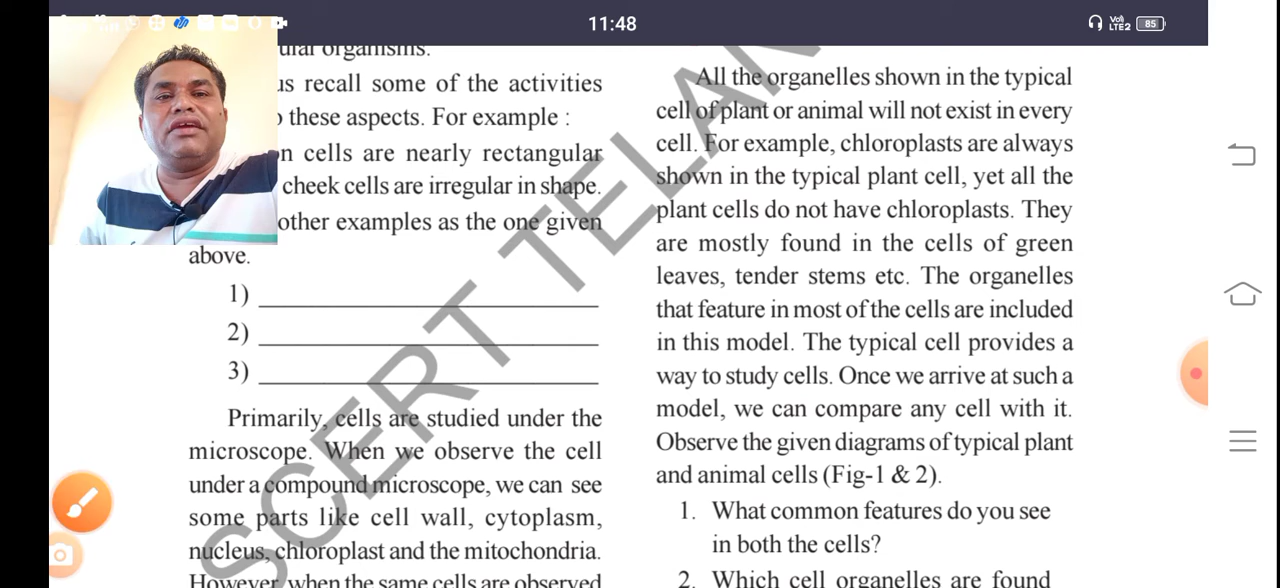 11:48
Vo))
LTE2
85
ular organisms.
us recall some of the activities
these aspects. For example :
n cells are nearly rectangular
cheek cells are irregular in shape.
other examples as the one given
above.
1)
2)
3)
Primarily, cells are studied under the
microscope. When we observe the cell
under a compound microscope, we can see
some parts like cell wall, cytoplasm,
nucleus, chloroplast and the mitochondria.
However, when the same cells are observed
All the organelles shown in the typical
cell of plant or animal will not exist in every
cell. For example, chloroplasts are always
shown in the typical plant cell, yet all the
plant cells do not have chloroplasts. They
are mostly found in the cells of green
leaves, tender stems etc. The organelles
that feature in most of the cells are included
in this model. The typical cell provides a
way to study cells. Once we arrive at such a
model, we can compare any cell with it.
Observe the given diagrams of typical plant
and animal cells (Fig-1 & 2).
1. What common features do you see
in both the cells?
2. Which cell organelles are found
SCERT TELAN